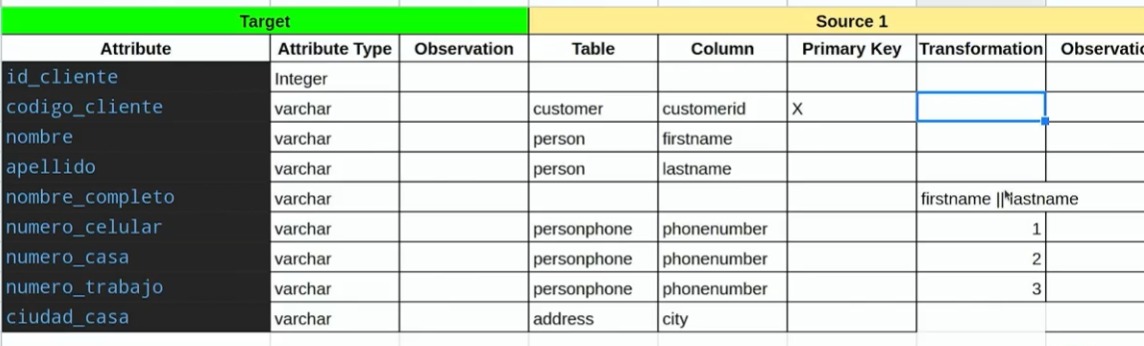 Target Source 1
Attribute Attribute Type Observation Table Column Primary Key Transformation Observatio
id_cliente Integer
codigo_cliente varchar customer customerid X
nombre varchar person firstname
apellido varchar person lastname
nombre_completo varchar firstname || lastname
numero_celular varchar personphone phonenumber 1
numero_casa varchar personphone phonenumber 2
numero_trabajo varchar personphone phonenumber 3
ciudad_casa varchar address city